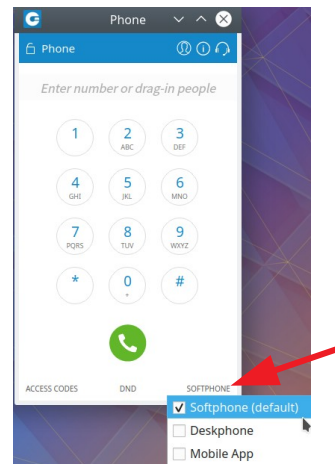 Phone
Phone
Enter number or drag-in people
1 2 3
ABC DEF
4 5 6
GHI JKL MNO
7 8 9
PQRS TUV WXYZ
* 0 #
+
ACCESS CODES DND SOFTPHONE
Softphone (default)
Deskphone
Mobile App